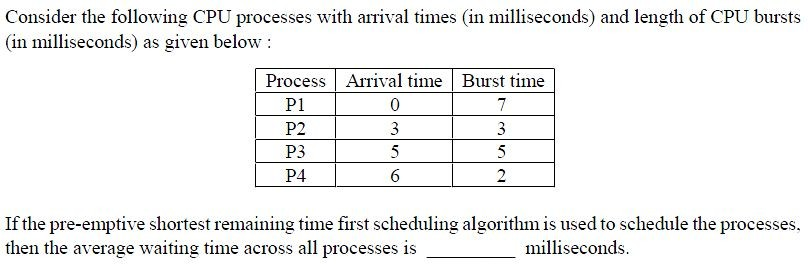 Consider the following CPU processes with arrival times (in milliseconds) and length of CPU bursts
(in milliseconds) as given below :
Process Arrival time Burst time
P1 0 7
P2 3 3
P3 5 5
P4 6 2
If the pre-emptive shortest remaining time first scheduling algorithm is used to schedule the processes,
then the average waiting time across all processes is __________ milliseconds.